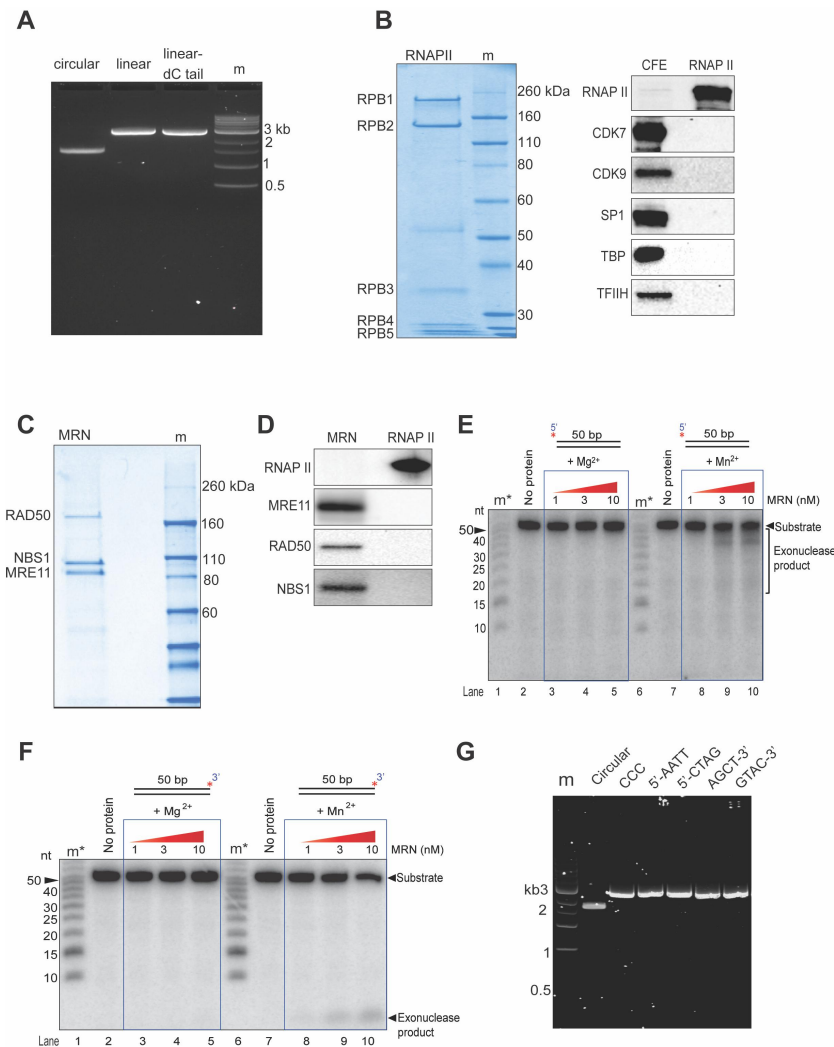 A
circular
linear
linear-
dC tail
m
3 kb
2
1
0.5
B
RNAPII
m
RPB1
RPB2
RPB3
RPB4
RPB5
260 kDa
160
110
80
60
50
40
30
CFE
RNAP II
RNAP II
CDK7
CDK9
SP1
TBP
TFIIH
C
MRN
m
RAD50
NBS1
MRE11
260 kDa
160
110
80
60
D
MRN
RNAP II
RNAP II
MRE11
RAD50
NBS1
E
5'
*
50 bp
+ Mg2+
5'
*
50 bp
+ Mn2+
m*
No protein
1 3 10
m*
No protein
1 3 10
MRN (nM)
nt
50
40
30
25
20
15
10
Substrate
Exonuclease
product
Lane 1 2 3 4 5 6 7 8 9 10
F
50 bp
*3'
+ Mg2+
50 bp
*3'
+ Mn2+
m*
No protein
1 3 10
m*
No protein
1 3 10
MRN (nM)
nt
50
40
30
25
20
15
10
Substrate
Exonuclease
product
Lane 1 2 3 4 5 6 7 8 9 10
G
m
Circular
CCC
5'-AATT
5'-CTAG
AGCT-3'
GTAC-3'
kb3
2
1
0.5